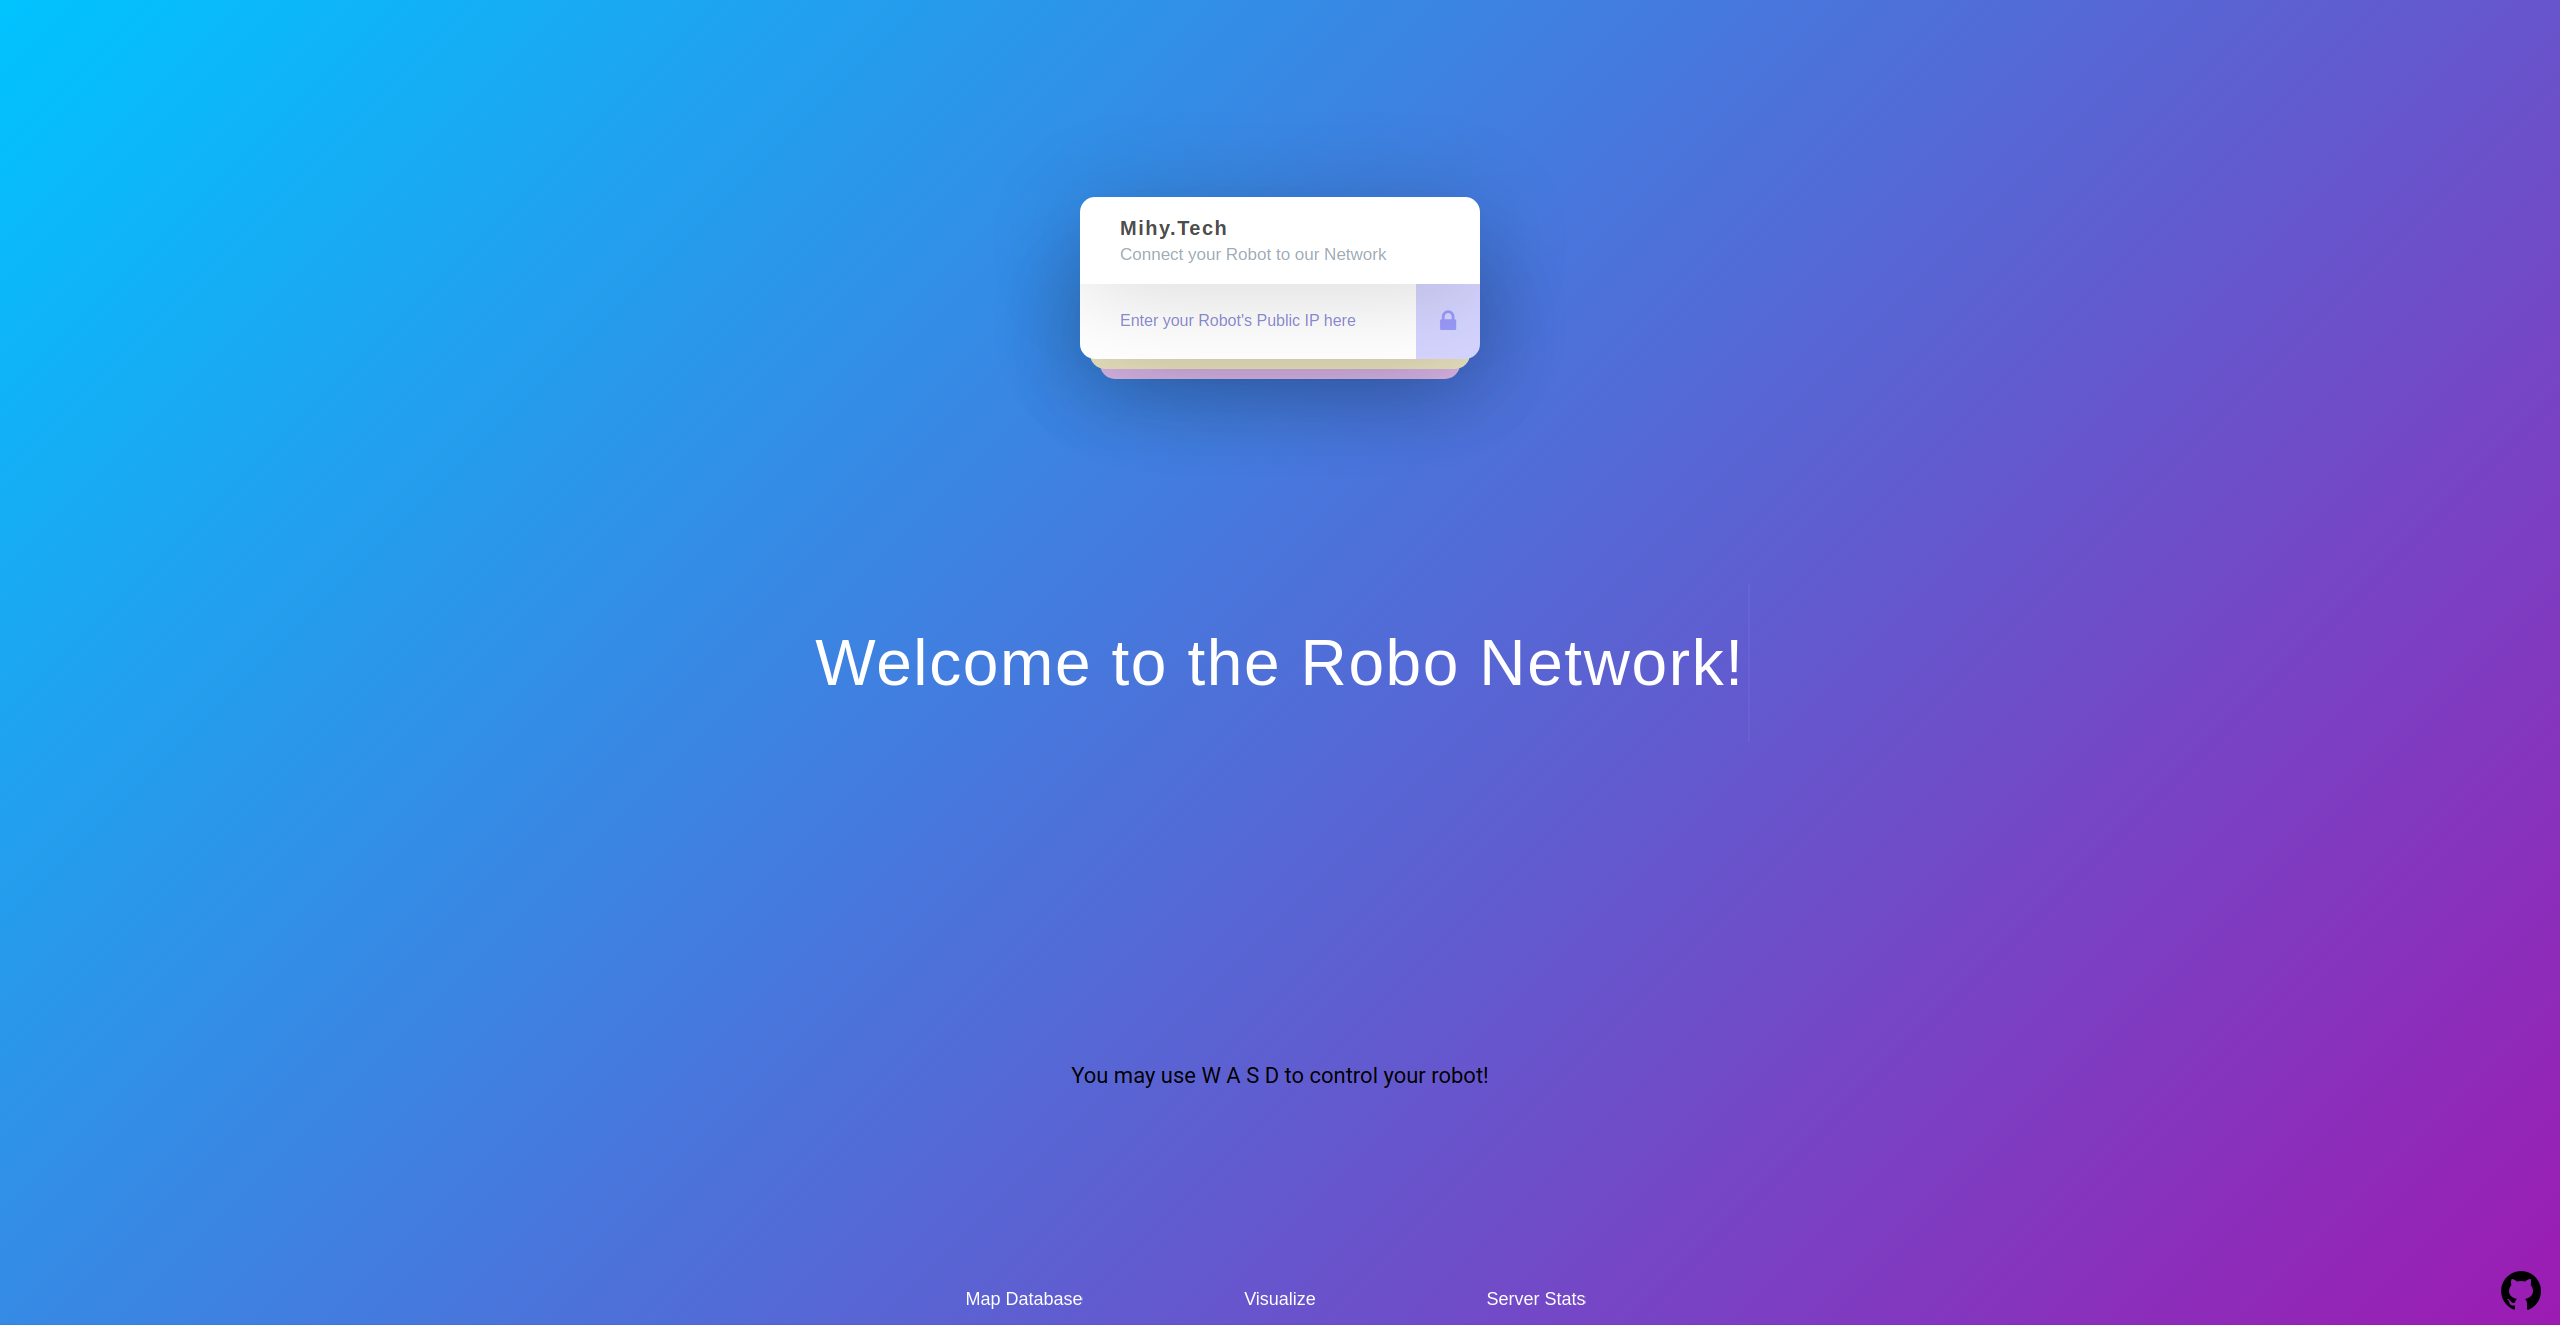 Mihy.Tech
Connect your Robot to our Network
Enter your Robot's Public IP here
Welcome to the Robo Network!
You may use W A S D to control your robot!
Map Database
Visualize
Server Stats